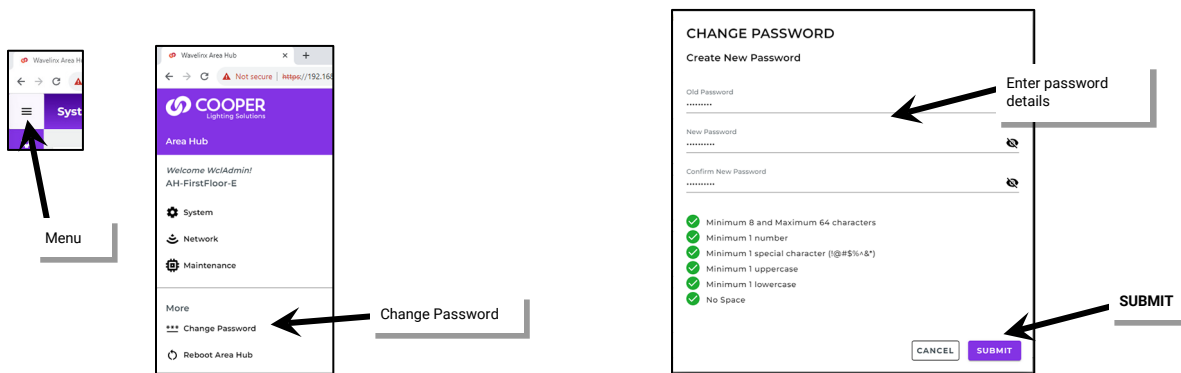 Wavelinx Area H
Syst
Menu
Wavelinx Area Hub
Not secure | https://192.168
COOPER
Lighting Solutions
Area Hub
Welcome WclAdmin!
AH-FirstFloor-E
System
Network
Maintenance
More
*** Change Password
Reboot Area Hub
Change Password
CHANGE PASSWORD
Create New Password
Old Password
•••••••••
New Password
••••••••••
Confirm New Password
••••••••••
Minimum 8 and Maximum 64 characters
Minimum 1 number
Minimum 1 special character (!@#$%^&*)
Minimum 1 uppercase
Minimum 1 lowercase
No Space
CANCEL
SUBMIT
Enter password
details
SUBMIT